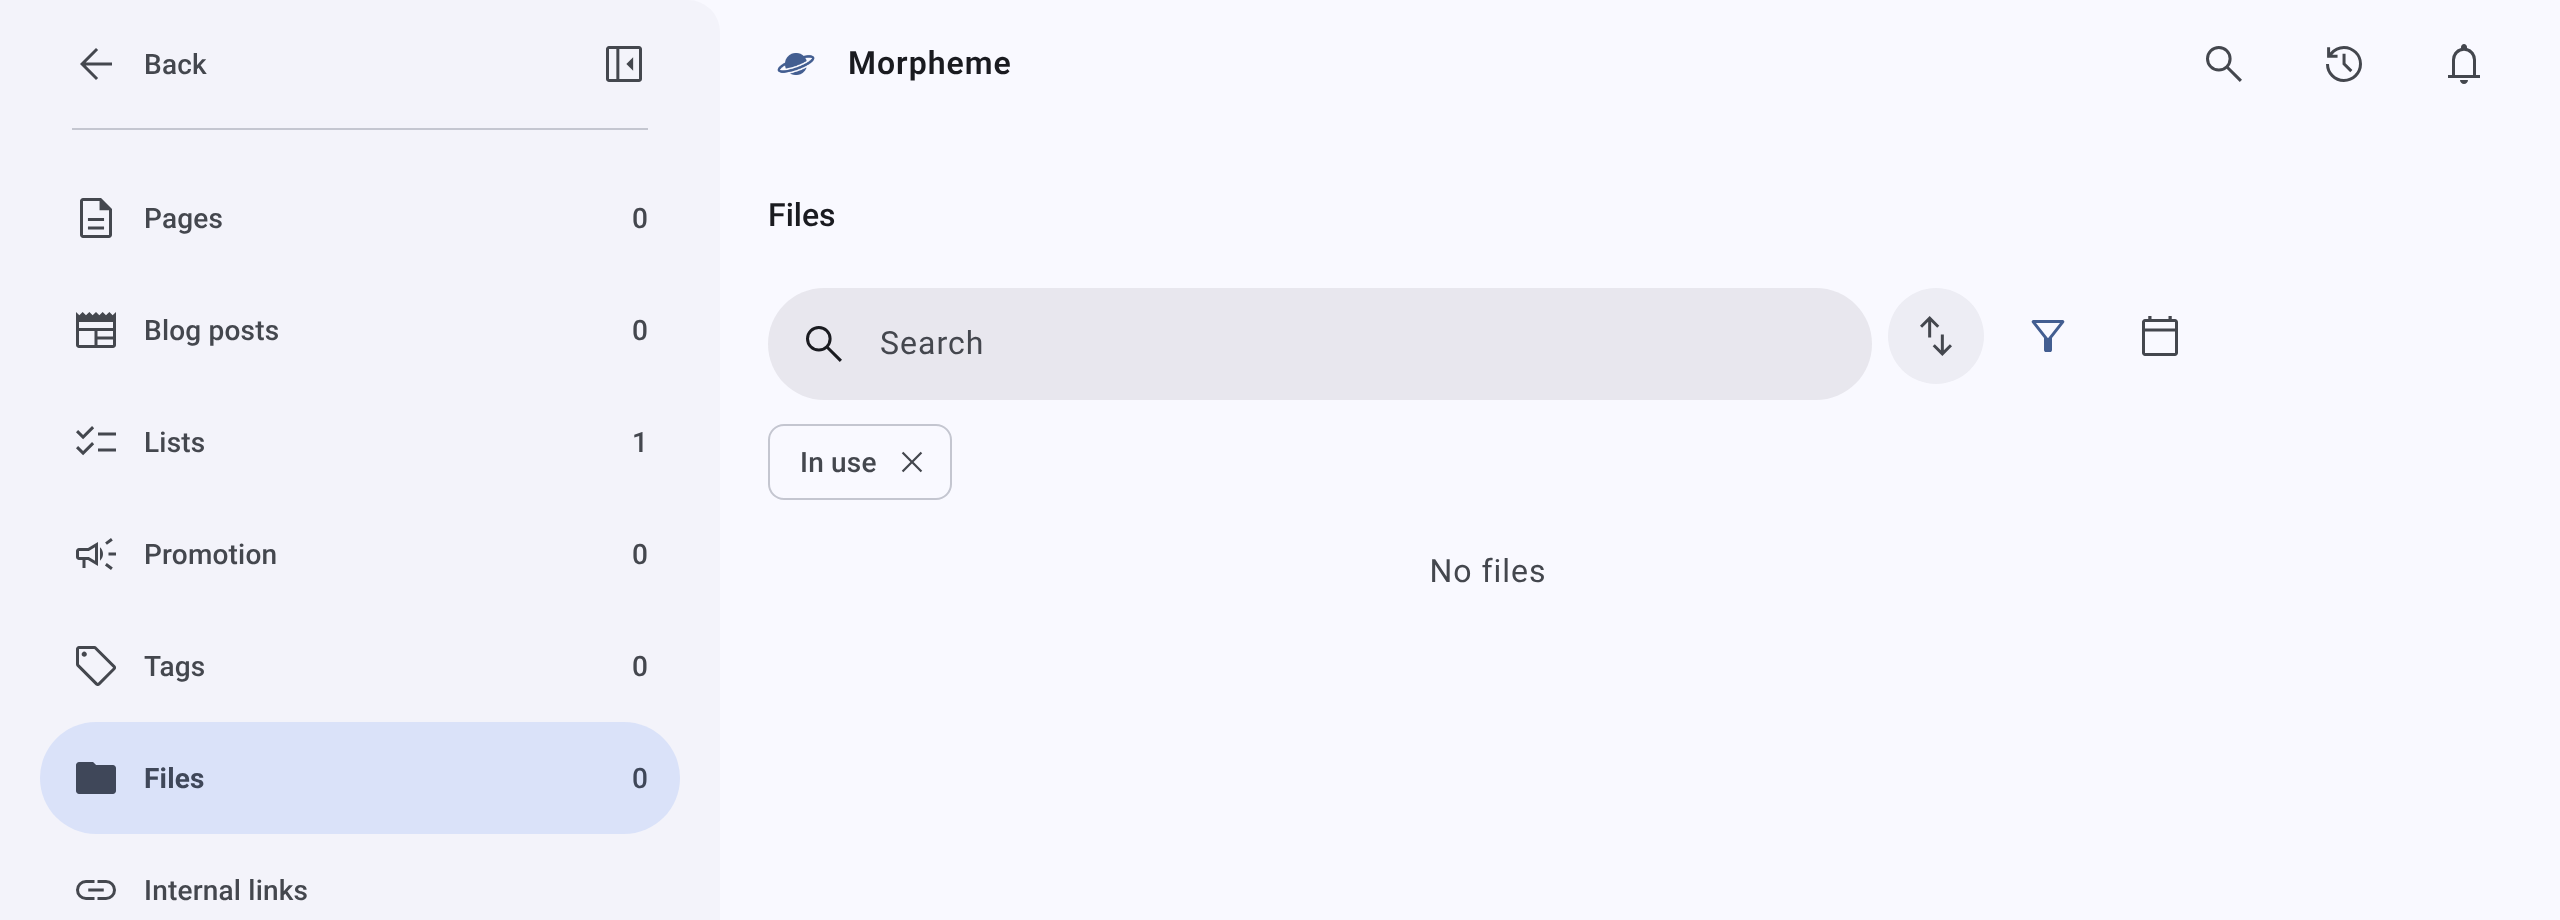 Back
Pages 0
Blog posts 0
Lists 1
Promotion 0
Tags 0
Files 0
Internal links
Morpheme
Files
Search
In use
No files